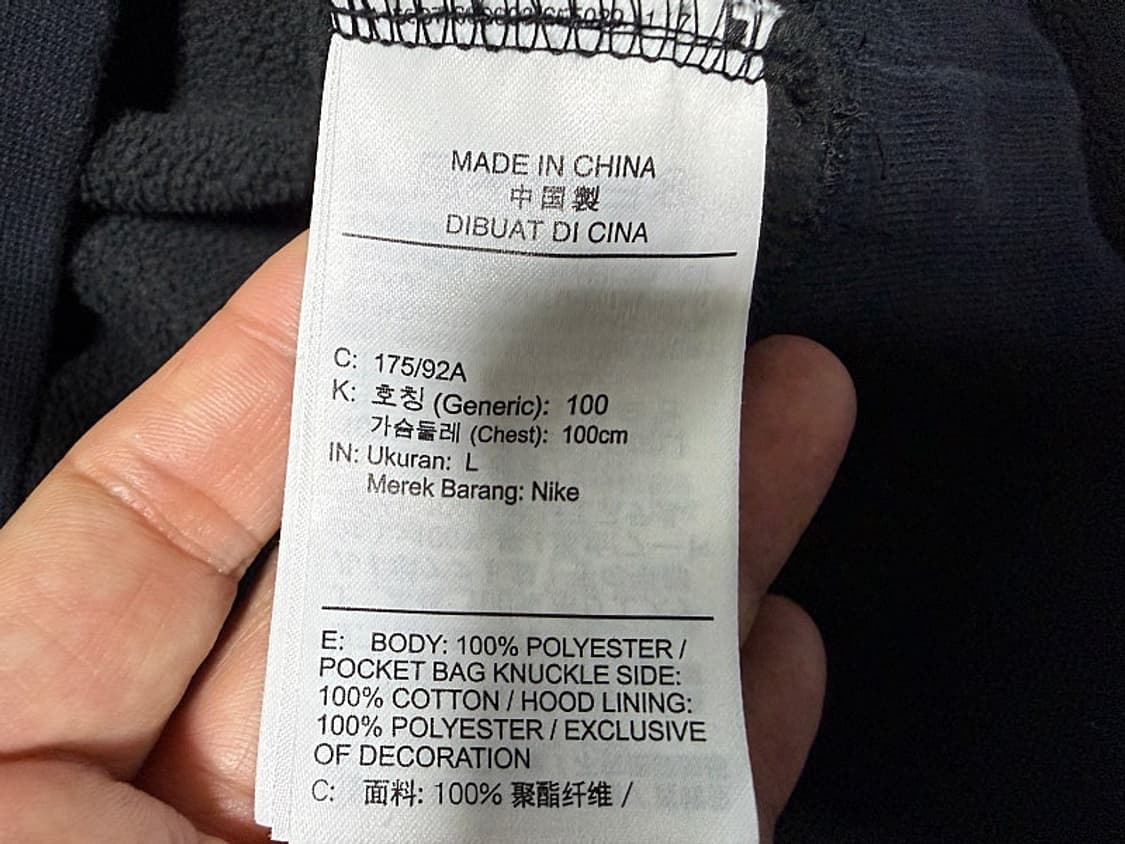 MADE IN CHINA
中国製
DIBUAT DI CINA
C: 175/92A
K: 호칭 (Generic): 100
가슴둘레 (Chest): 100cm
IN: Ukuran: L
Merek Barang: Nike
E: BODY: 100% POLYESTER /
POCKET BAG KNUCKLE SIDE:
100% COTTON / HOOD LINING:
100% POLYESTER / EXCLUSIVE
OF DECORATION
C: 面料: 100% 聚酯纤维 /